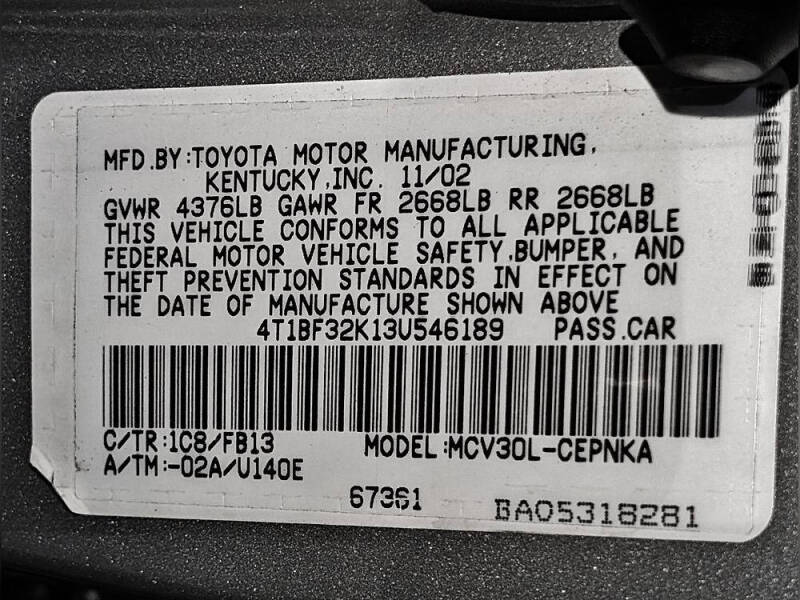 MFD.BY:TOYOTA MOTOR MANUFACTURING,
KENTUCKY,INC. 11/02
GVWR 4376LB GAWR FR 2668LB RR 2668LB
THIS VEHICLE CONFORMS TO ALL APPLICABLE
FEDERAL MOTOR VEHICLE SAFETY,BUMPER, AND
THEFT PREVENTION STANDARDS IN EFFECT ON
THE DATE OF MANUFACTURE SHOWN ABOVE
4T1BF32K13U546189 PASS.CAR
C/TR:1C8/FB13 MODEL:MCV30L-CEPNKA
A/TM:-02A/U140E
67361 BA05318281